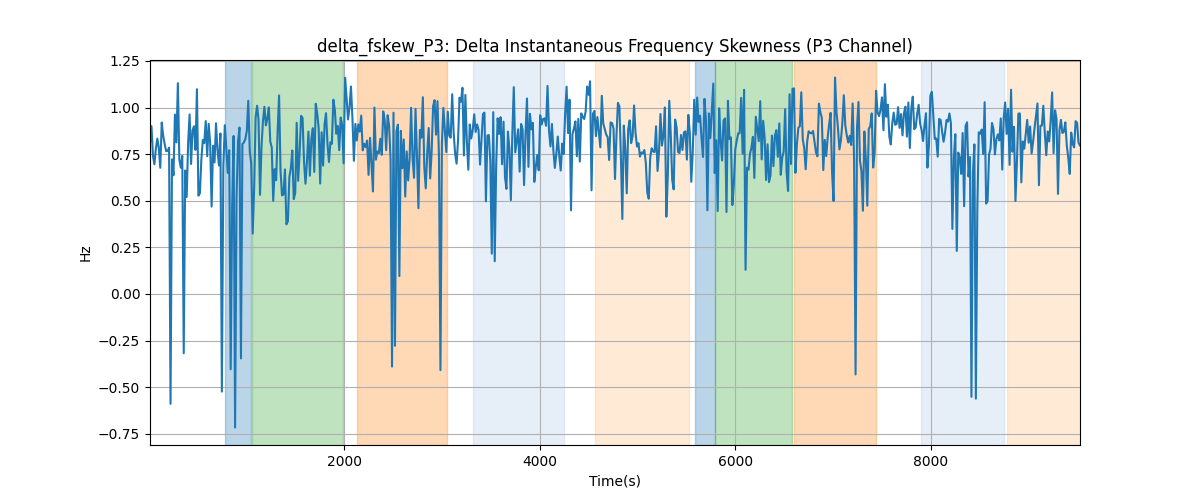 delta_fskew_P3: Delta Instantaneous Frequency Skewness (P3 Channel)
1.25
1.00
0.75
0.50
0.25
0.00
−0.25
−0.50
−0.75
Hz
2000 4000 6000 8000
Time(s)